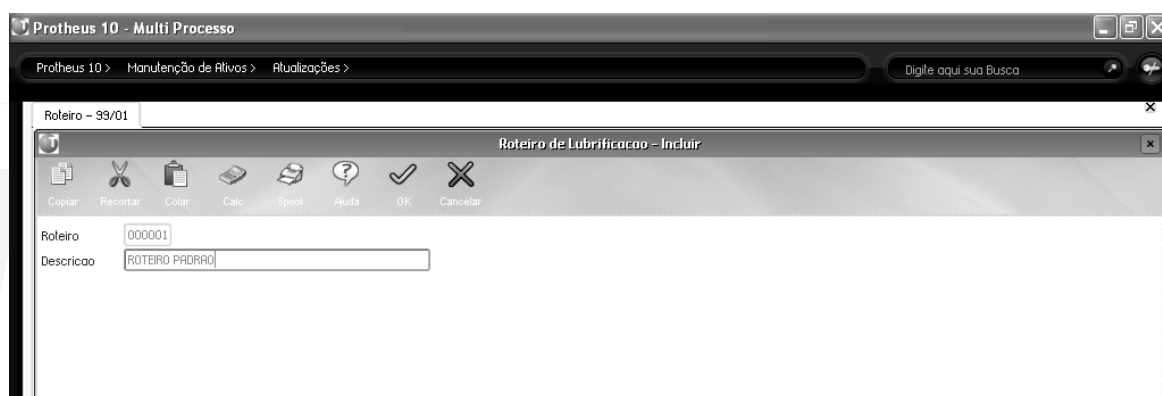 Protheus 10 - Multi Processo
Protheus 10 > Manutenção de Ativos > Atualizações > Digite aqui sua Busca
Roteiro – 99/01
Roteiro de Lubrificacao – Incluir
Copiar Recortar Colar Calc Spool Ajuda OK Cancelar
Roteiro 000001
Descricao ROTEIRO PADRAO